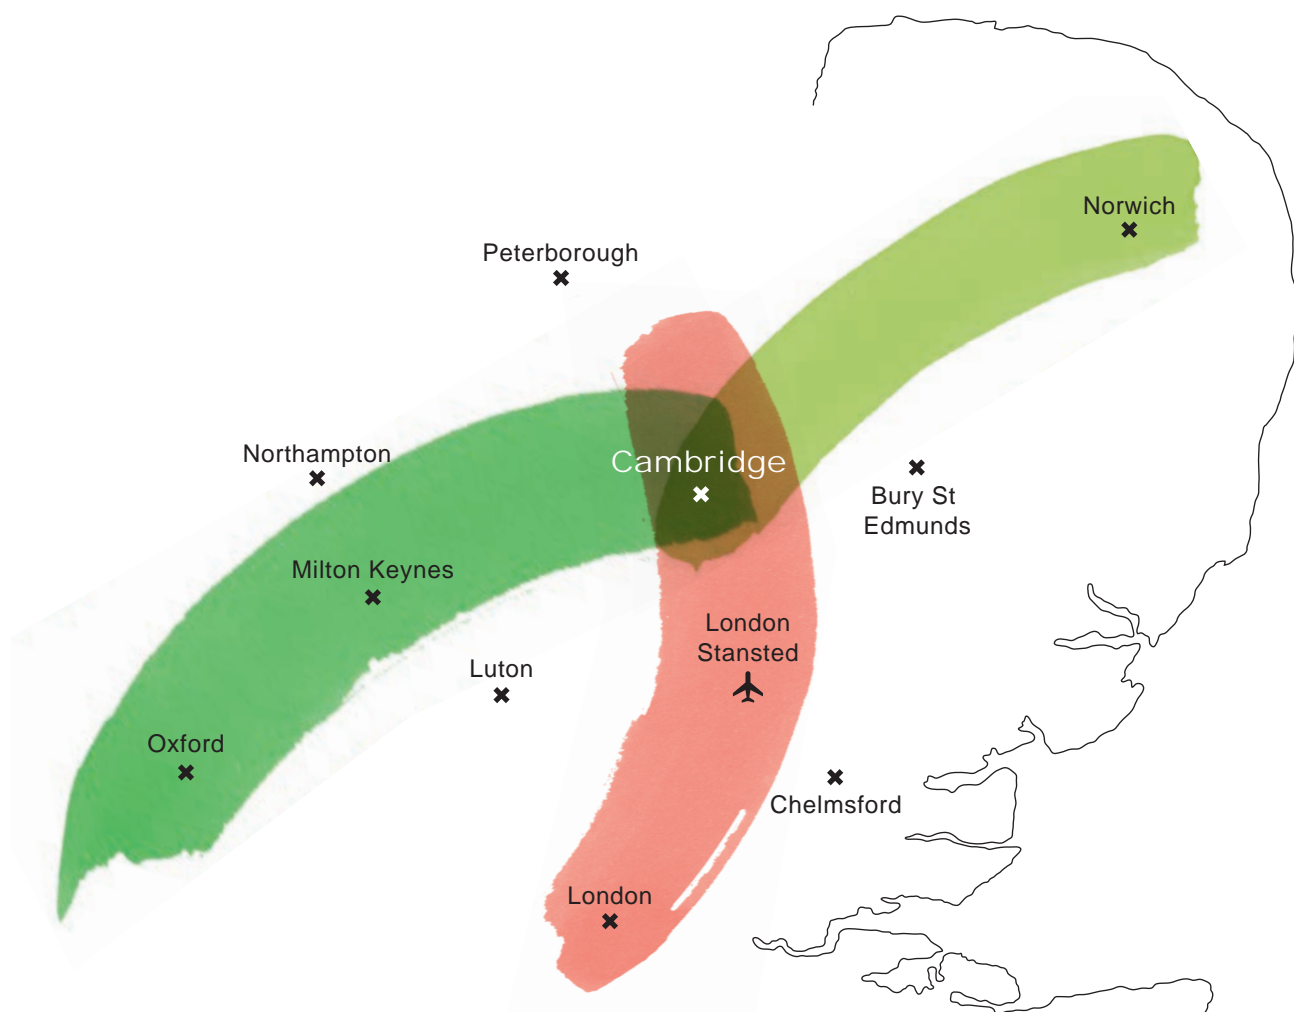 Norwich
Peterborough
Northampton
Cambridge
Bury St
Edmunds
Milton Keynes
London
Stansted
Luton
Oxford
Chelmsford
London